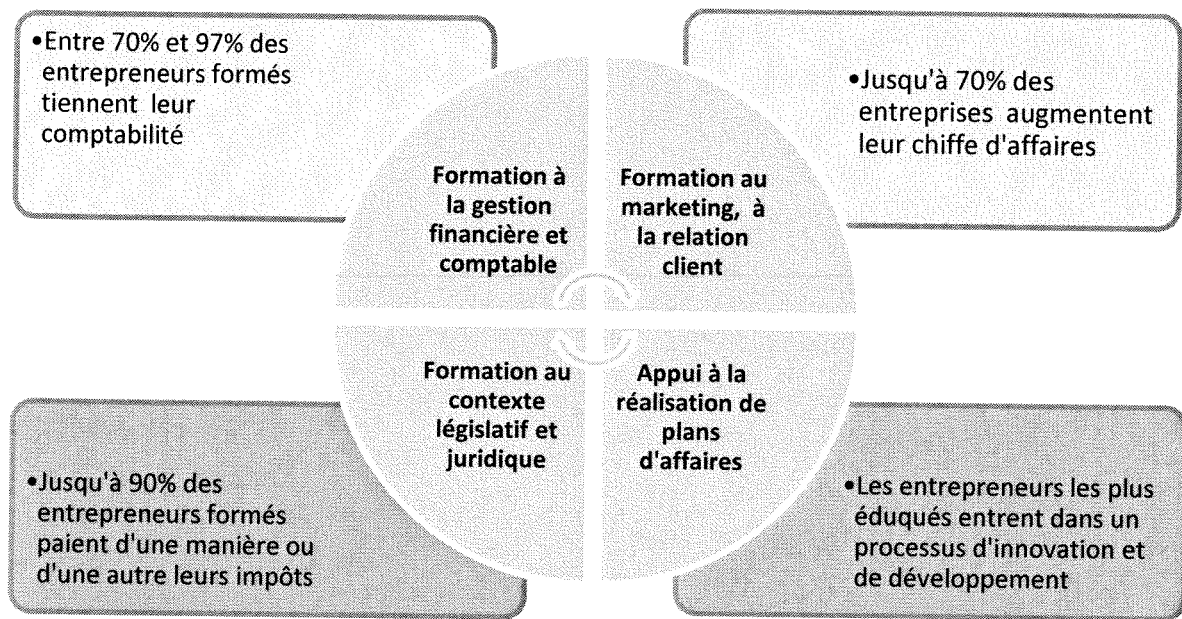 •Entre 70% et 97% des
entrepreneurs formés
tiennent leur
comptabilité
•Jusqu'à 70% des
entreprises augmentent
leur chiffe d'affaires
Formation à
la gestion
financière et
comptable
Formation au
marketing, à
la relation
client
Formation au
contexte
législatif et
juridique
Appui à la
réalisation de
plans
d'affaires
•Jusqu'à 90% des
entrepreneurs formés
paient d'une manière ou
d'une autre leurs impôts
•Les entrepreneurs les plus
éduqués entrent dans un
processus d'innovation et
de développement